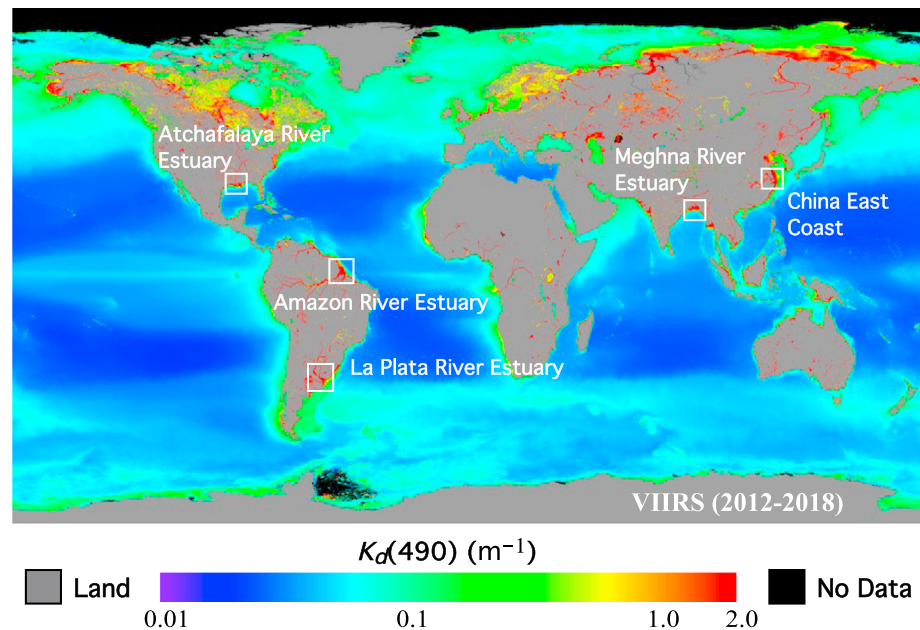 Atchafalaya River
Estuary
Meghna River
Estuary
China East
Coast
Amazon River Estuary
La Plata River Estuary
VIIRS (2012-2018)
Kd(490) (m⁻¹)
Land
No Data
0.01
0.1
1.0
2.0